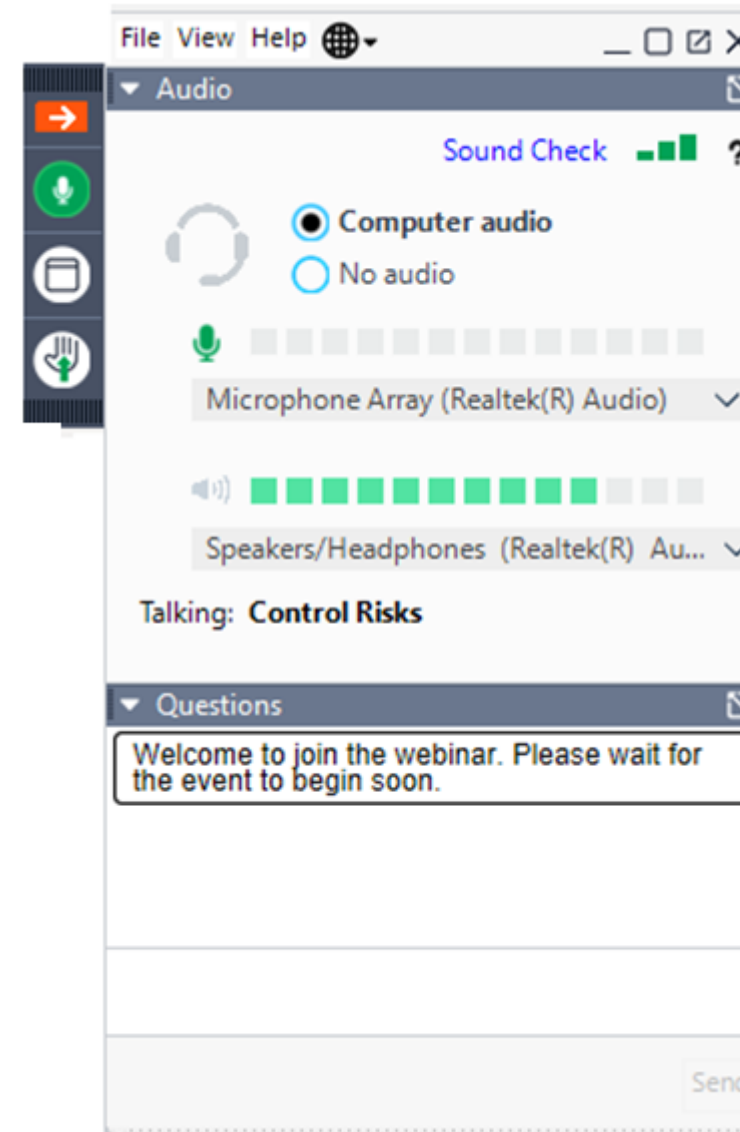 File View Help
Audio
Sound Check ?
Computer audio
No audio
Microphone Array (Realtek(R) Audio)
Speakers/Headphones (Realtek(R) Au...
Talking: Control Risks
Questions
Welcome to join the webinar. Please wait for
the event to begin soon.
Send